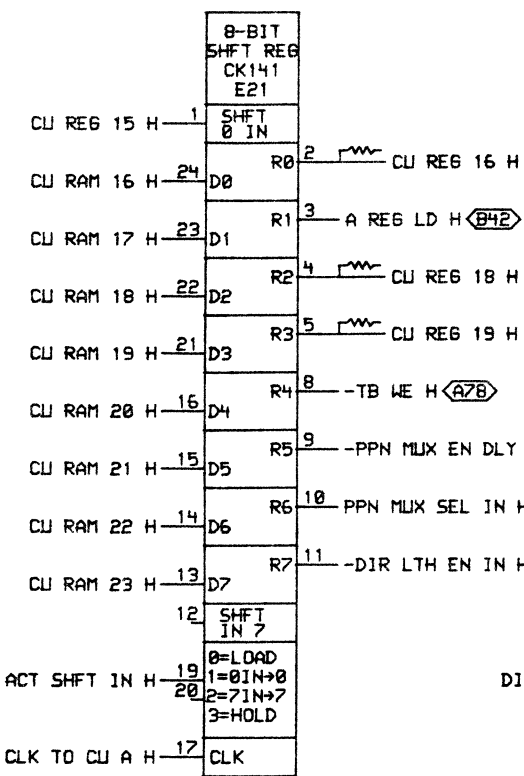 8-BIT
SHFT REG
CK141
E21
CU REG 15 H 1 SHFT
0 IN
R0 2 CU REG 16 H
CU RAM 16 H 24 D0
R1 3 A REG LD H B42
CU RAM 17 H 23 D1
R2 4 CU REG 18 H
CU RAM 18 H 22 D2
R3 5 CU REG 19 H
CU RAM 19 H 21 D3
R4 8 -TB WE H A78
CU RAM 20 H 16 D4
R5 9 -PPN MUX EN DLY
CU RAM 21 H 15 D5
R6 10 PPN MUX SEL IN H
CU RAM 22 H 14 D6
R7 11 -DIR LTH EN IN H
CU RAM 23 H 13 D7
12 SHFT
IN 7
0=LOAD
ACT SHFT IN H 19 1=0IN→0 DI
20 2=7IN→7
3=HOLD
CLK TO CU A H 17 CLK